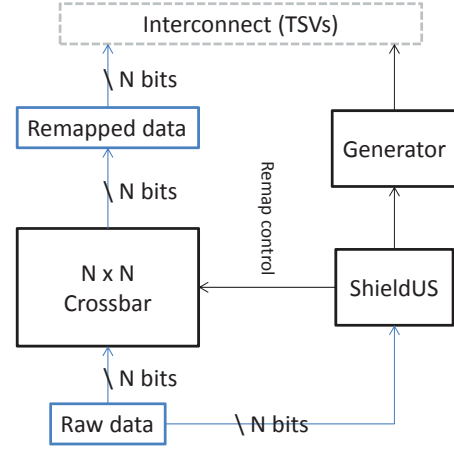 Interconnect (TSVs)
\ N bits
Remapped data
Generator
\ N bits
Remap control
N x N
Crossbar
ShieldUS
\ N bits
Raw data
\ N bits